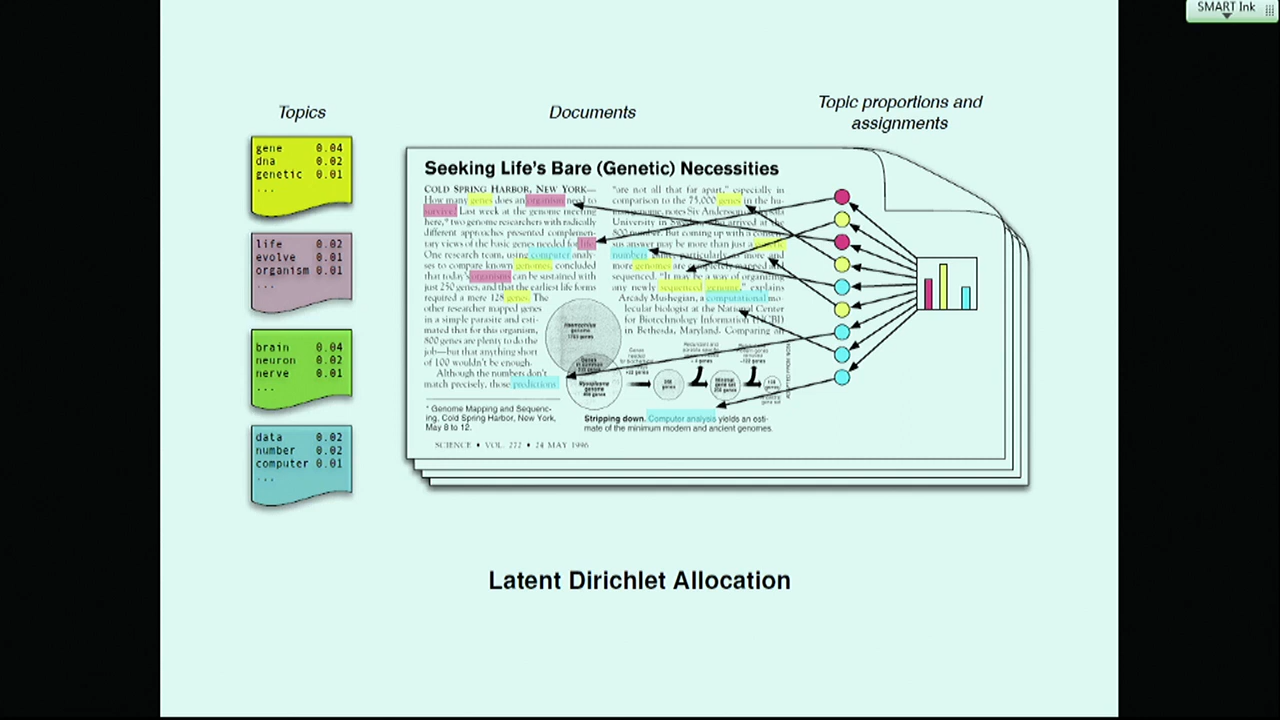 SMART Ink
Topics
Documents
Topic proportions and
assignments
gene 0.04
dna 0.02
genetic 0.01
...
life 0.02
evolve 0.01
organism 0.01
...
brain 0.04
neuron 0.02
nerve 0.01
...
data 0.02
number 0.02
computer 0.01
...
Seeking Life's Bare (Genetic) Necessities
COLD SPRING HARBOR, NEW YORK—
How many genes does an organism need to
survive? Last week at the genome meeting
here,* two genome researchers with radically
different approaches presented complemen-
tary views of the basic genes needed for life.
One research team, using computer analy-
ses to compare known genomes, concluded
that today's organisms can be sustained with
just 250 genes, and that the earliest life forms
required a mere 128 genes. The
other researcher mapped genes
in a simple parasite and esti-
mated that for this organism,
800 genes are plenty to do the
job—but that anything short
of 100 wouldn't be enough.
Although the numbers don't
match precisely, those predictions
* Genome Mapping and Sequenc-
ing, Cold Spring Harbor, New York,
May 8 to 12.
"are not all that far apart," especially in
comparison to the 75,000 genes in the hu-
man genome, notes Siv Andersson
University in arrived at the
800 number. But coming up with a
sus answer may be more than just a
numbers particularly as more and
more genomes are completely mapped and
sequenced. "It may be a way of organizing
any newly sequenced genome," explains
Arcady Mushegian, a computational mo-
lecular biologist at the National Center
for Biotechnology Information (NCBI)
in Bethesda, Maryland. Comparing an
Haemophilus
genome
1703 genes
Mycoplasma
genome
Stripping down. Computer analysis yields an esti-
mate of the minimum modern and ancient genomes.
SCIENCE • VOL. 272 • 24 MAY 1996
Latent Dirichlet Allocation